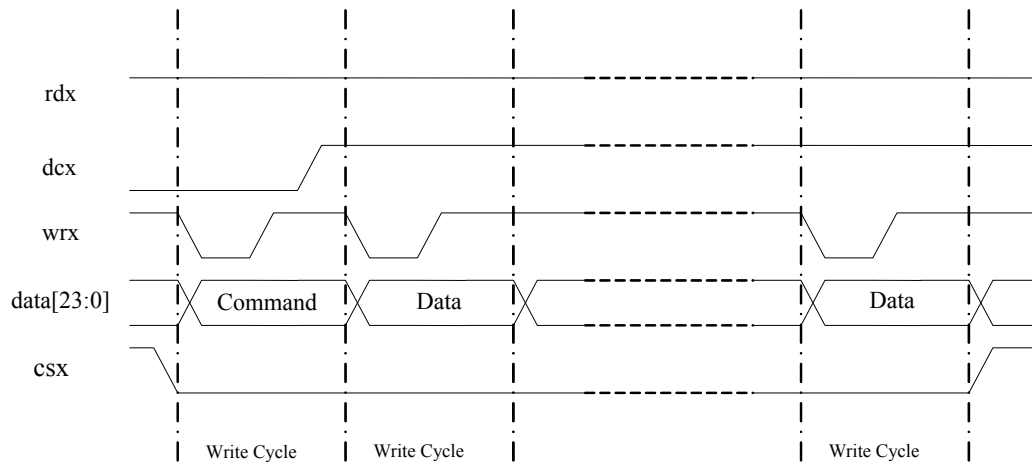 rdx
dcx
wrx
data[23:0]
Command
Data
Data
csx
Write Cycle
Write Cycle
Write Cycle